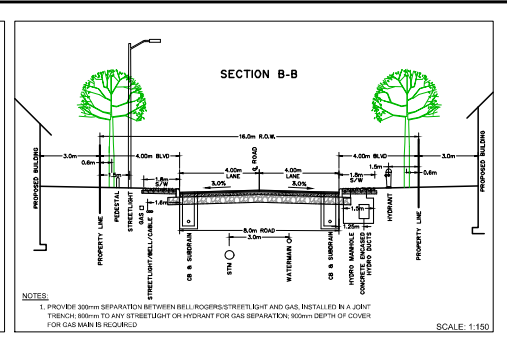 SECTION B-B
16.0m R.O.W.
3.0m
4.00m BLVD
4.00m
LANE
℄ ROAD
4.00m
LANE
4.00m BLVD
3.0m
0.6m
1.5m
1.8m
S/W
3.0%
3.0%
1.5m
1.8m
S/W
0.6m
PROPOSED BUILDING
PROPERTY LINE
PEDESTAL
STREETLIGHT
GAS
1.6m
STREETLIGHT/BELL/CABLE
CB & SUBDRAIN
8.0m ROAD
3.0m
STM
WATERMAIN
CB & SUBDRAIN
1.5m
1.25m
HYDRO MANHOLE
CONCRETE ENCASED
HYDRO DUCTS
HYDRANT
PROPERTY LINE
PROPOSED BUILDING
NOTES:
1. PROVIDE 300mm SEPARATION BETWEEN BELL/ROGERS/STREETLIGHT AND GAS, INSTALLED IN A JOINT
TRENCH; 800mm TO ANY STREETLIGHT OR HYDRANT FOR GAS SEPARATION; 900mm DEPTH OF COVER
FOR GAS MAIN IS REQUIRED
SCALE: 1:150